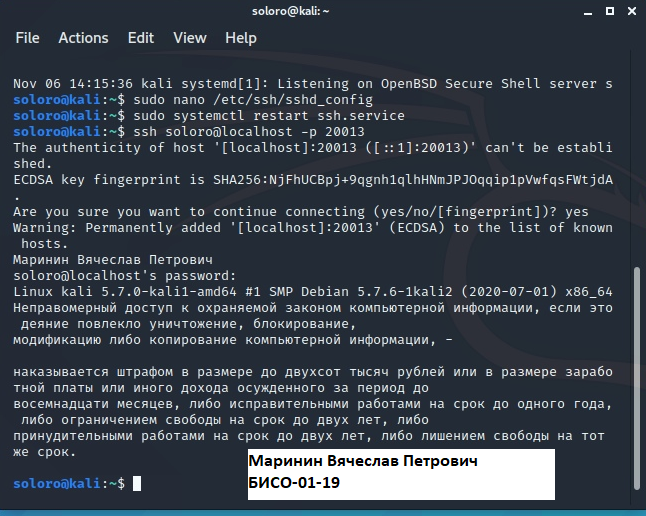 soloro@kali: ~
File Actions Edit View Help
Nov 06 14:15:36 kali systemd[1]: Listening on OpenBSD Secure Shell server s
soloro@kali:~$ sudo nano /etc/ssh/sshd_config
soloro@kali:~$ sudo systemctl restart ssh.service
soloro@kali:~$ ssh soloro@localhost -p 20013
The authenticity of host '[localhost]:20013 ([::1]:20013)' can't be establi
shed.
ECDSA key fingerprint is SHA256:NjFhUCBpj+9qgnh1qlhHNmJPJOqqip1pVwfqsFWtjdA
.
Are you sure you want to continue connecting (yes/no/[fingerprint])? yes
Warning: Permanently added '[localhost]:20013' (ECDSA) to the list of known
 hosts.
Маринин Вячеслав Петрович
soloro@localhost's password:
Linux kali 5.7.0-kali1-amd64 #1 SMP Debian 5.7.6-1kali2 (2020-07-01) x86_64
Неправомерный доступ к охраняемой законом компьютерной информации, если это
 деяние повлекло уничтожение, блокирование,
модификацию либо копирование компьютерной информации, -
наказывается штрафом в размере до двухсот тысяч рублей или в размере зарабо
тной платы или иного дохода осужденного за период до
восемнадцати месяцев, либо исправительными работами на срок до одного года,
 либо ограничением свободы на срок до двух лет, либо
принудительными работами на срок до двух лет, либо лишением свободы на тот
же срок.
soloro@kali:~$
Маринин Вячеслав Петрович
БИСО-01-19